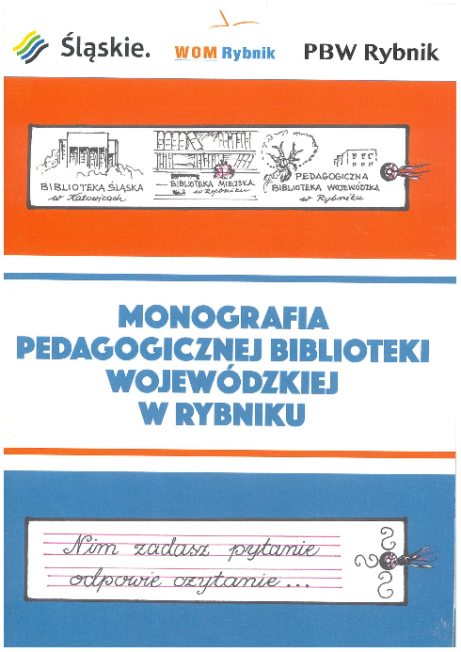 Śląskie.
WOM Rybnik
PBW Rybnik
BIBLIOTEKA ŚLĄSKA
w Katowicach
BIBLIOTEKA MIEJSKA
w Rybniku
PEDAGOGICZNA
BIBLIOTEKA WOJEWÓDZKA
w Rybniku
MONOGRAFIA
PEDAGOGICZNEJ BIBLIOTEKI
WOJEWÓDZKIEJ
W RYBNIKU
Nim zadasz pytanie
odpowie czytanie...